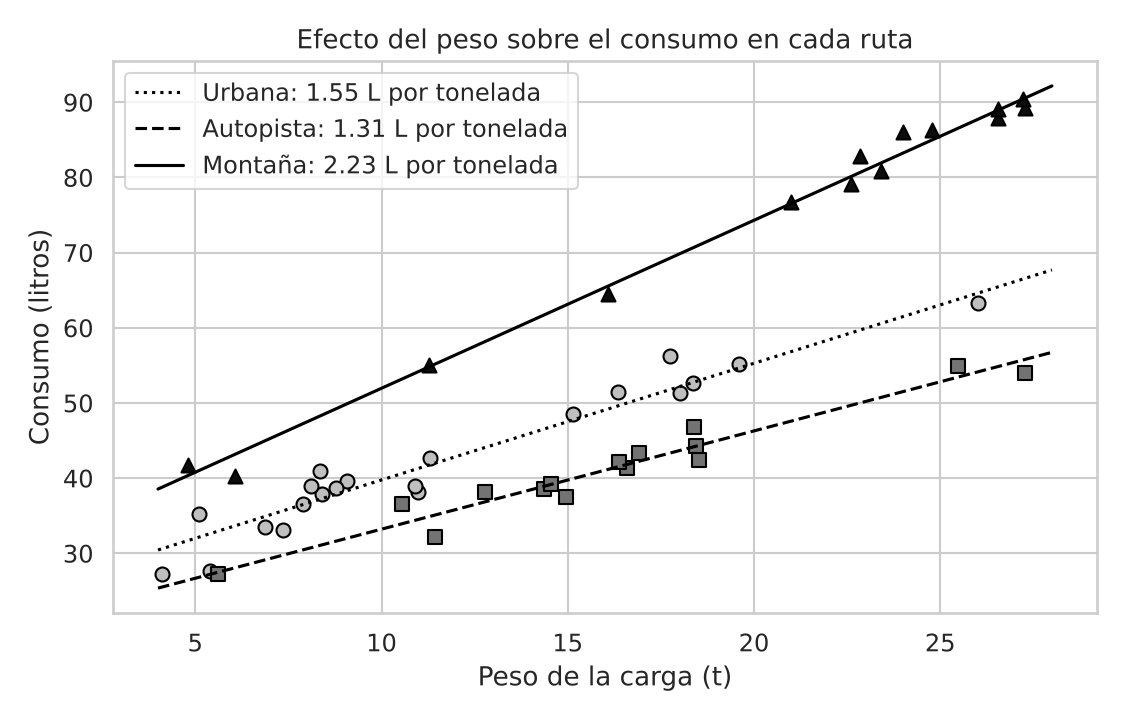 Efecto del peso sobre el consumo en cada ruta
Urbana: 1.55 L por tonelada
Autopista: 1.31 L por tonelada
Montaña: 2.23 L por tonelada
Consumo (litros)
90
80
70
60
50
40
30
5 10 15 20 25
Peso de la carga (t)